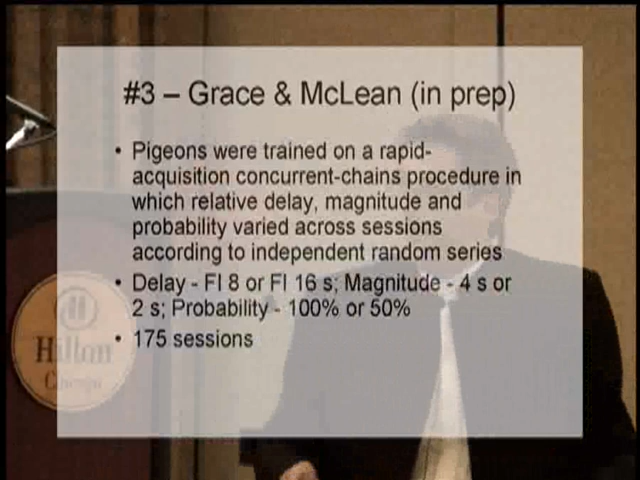 #3 – Grace & McLean (in prep)
• Pigeons were trained on a rapid-
acquisition concurrent-chains procedure in
which relative delay, magnitude and
probability varied across sessions
according to independent random series
• Delay - FI 8 or FI 16 s; Magnitude - 4 s or
2 s; Probability - 100% or 50%
• 175 sessions
Hilton
Chicago